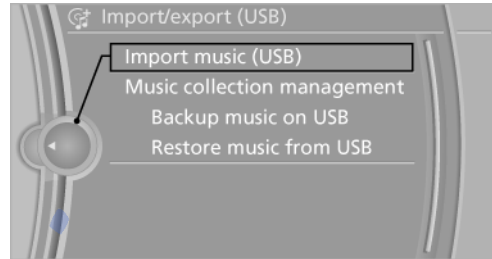 Import/export (USB)
Import music (USB)
Music collection management
Backup music on USB
Restore music from USB